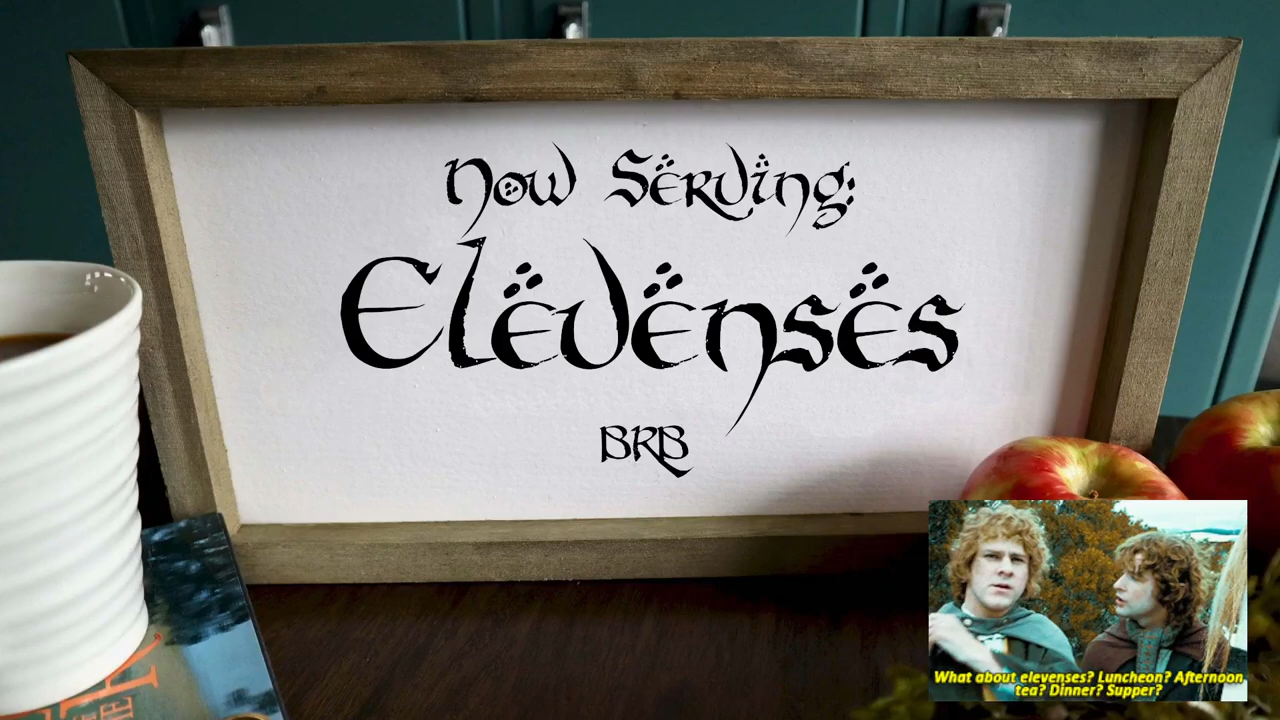 Now Serving:
Elevenses
BRB
What about elevenses? Luncheon? Afternoon
tea? Dinner? Supper?